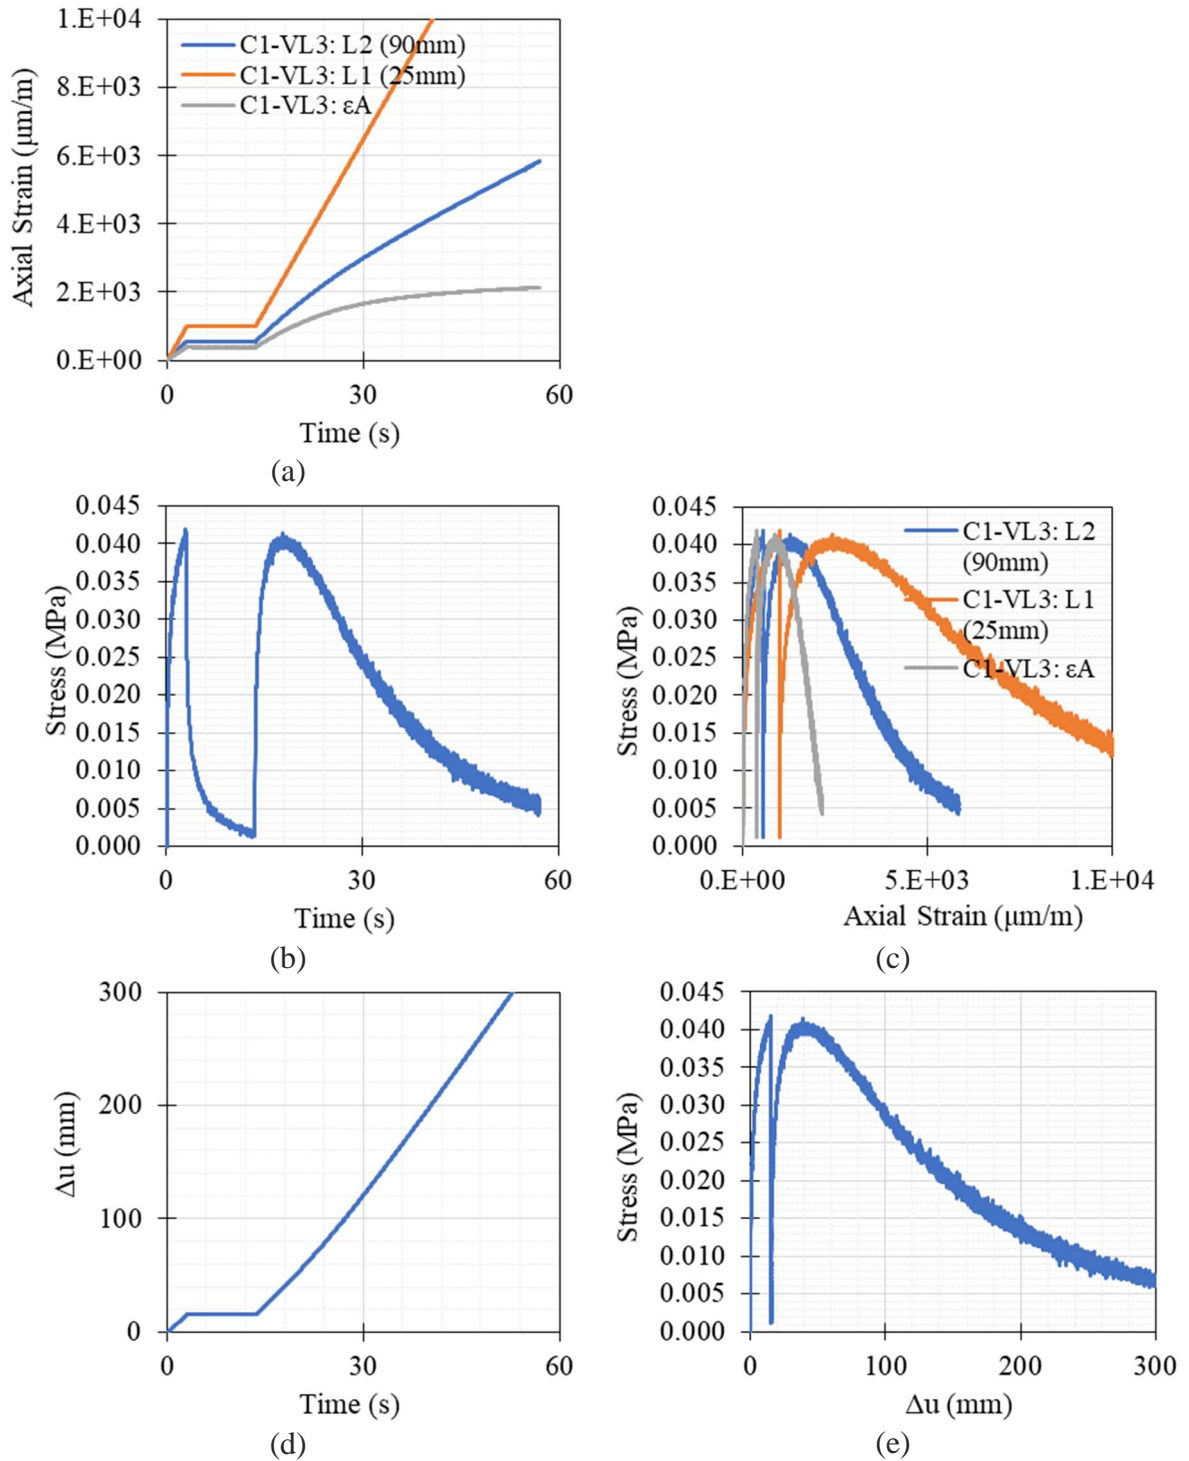 1.E+04
8.E+03
6.E+03
4.E+03
2.E+03
0.E+00
Axial Strain (μm/m)
C1-VL3: L2 (90mm)
C1-VL3: L1 (25mm)
C1-VL3: εA
0 30 60
Time (s)
(a)
0.045
0.040
0.035
0.030
0.025
0.020
0.015
0.010
0.005
0.000
Stress (MPa)
0 30 60
Time (s)
(b)
0.045
0.040
0.035
0.030
0.025
0.020
0.015
0.010
0.005
0.000
Stress (MPa)
C1-VL3: L2
(90mm)
C1-VL3: L1
(25mm)
C1-VL3: εA
0.E+00 5.E+03 1.E+04
Axial Strain (μm/m)
(c)
300
200
100
0
Δu (mm)
0 30 60
Time (s)
(d)
0.045
0.040
0.035
0.030
0.025
0.020
0.015
0.010
0.005
0.000
Stress (MPa)
0 100 200 300
Δu (mm)
(e)